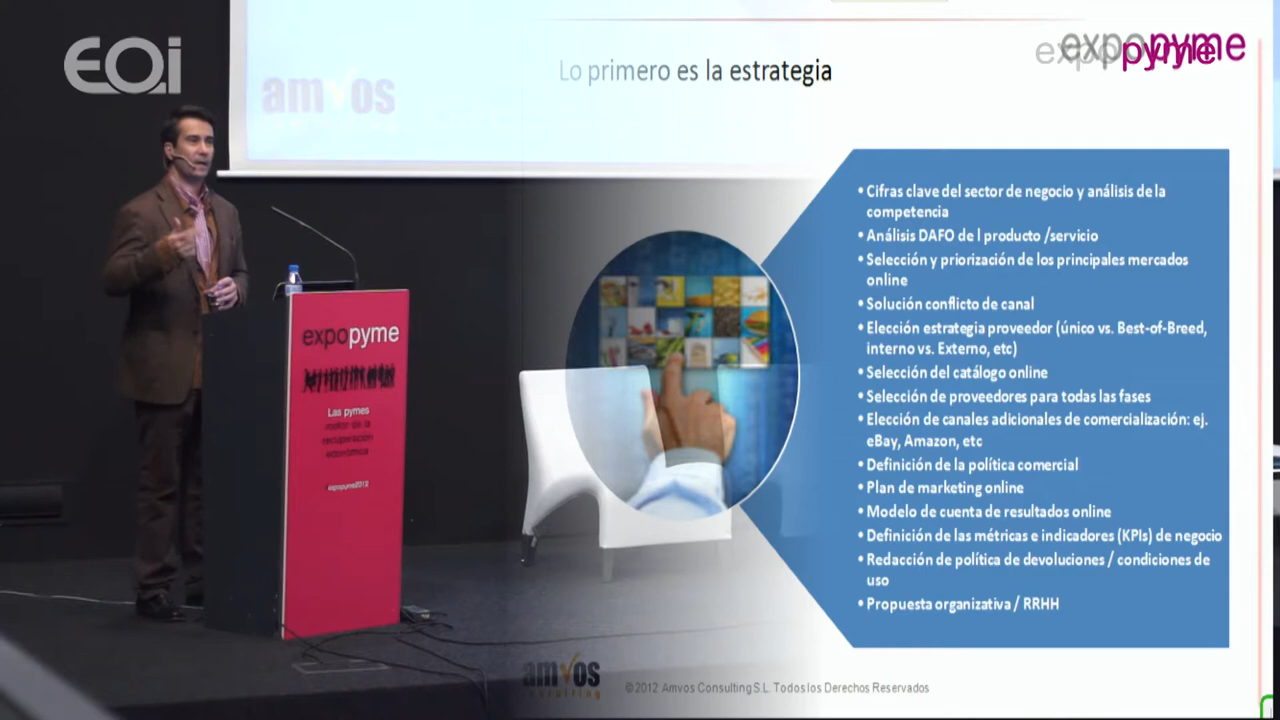 EOi
expopyme
expopyme
Lo primero es la estrategia
amvos
• Cifras clave del sector de negocio y análisis de la
competencia
• Análisis DAFO de l producto /servicio
• Selección y priorización de los principales mercados
online
• Solución conflicto de canal
• Elección estrategia proveedor (único vs. Best-of-Breed,
interno vs. Externo, etc)
• Selección del catálogo online
• Selección de proveedores para todas las fases
• Elección de canales adicionales de comercialización: ej.
eBay, Amazon, etc
• Definición de la política comercial
• Plan de marketing online
• Modelo de cuenta de resultados online
• Definición de las métricas e indicadores (KPIs) de negocio
• Redacción de política de devoluciones / condiciones de
uso
• Propuesta organizativa / RRHH
expopyme
Las pymes
motor de la
recuperación
económica
expopyme2012
amvos
consulting
©2012 Amvos Consulting S.L. Todos los Derechos Reservados